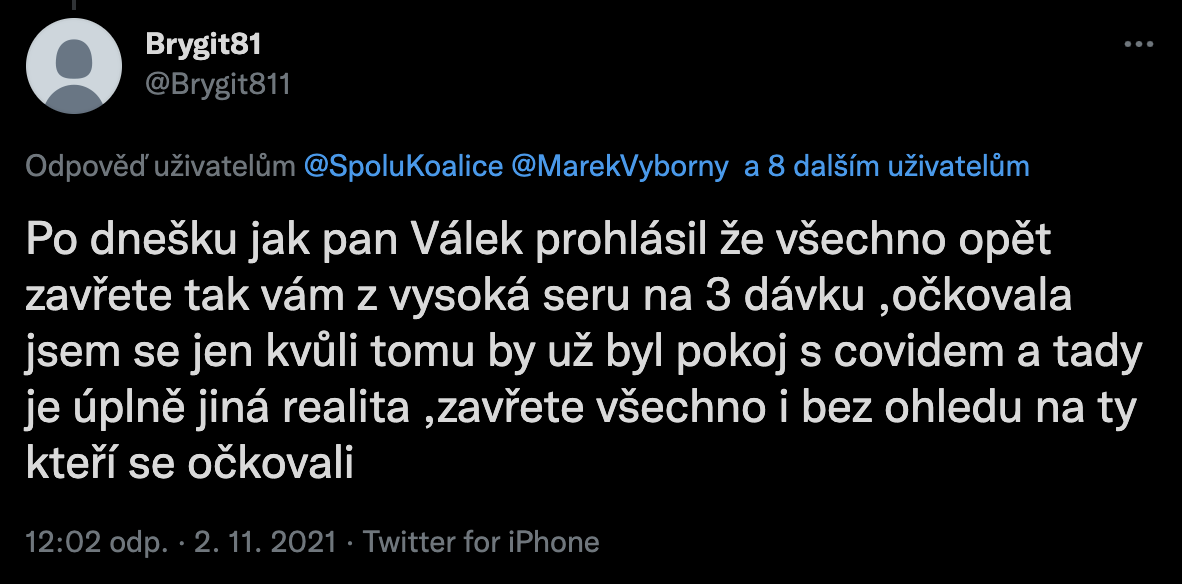 Brygit81
@Brygit811
Odpověď uživatelům @SpoluKoalice @MarekVyborny a 8 dalším uživatelům
Po dnešku jak pan Válek prohlásil že všechno opět
zavřete tak vám z vysoká seru na 3 dávku ,očkovala
jsem se jen kvůli tomu by už byl pokoj s covidem a tady
je úplně jiná realita ,zavřete všechno i bez ohledu na ty
kteří se očkovali
12:02 odp. · 2. 11. 2021 · Twitter for iPhone